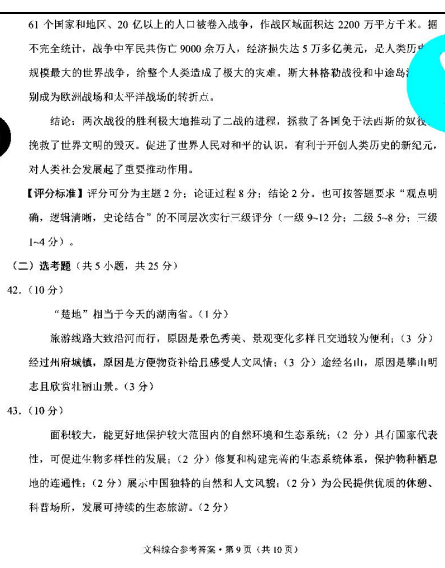 61 个国家和地区、20 亿以上的人口被卷入战争，作战区域面积达 2200 万平方千米。据
不完全统计，战争中军民共伤亡 9000 余万人，经济损失达 5 万多亿美元，是人类历史
规模最大的世界战争，给整个人类造成了极大的灾难。斯大林格勒战役和中途岛
别成为欧洲战场和太平洋战场的转折点。
结论：两次战役的胜利极大地推动了二战的进程，拯救了各国免于法西斯的奴役
挽救了世界文明的毁灭。促进了世界人民对和平的认识，有利于开创人类历史的新纪元，
对人类社会发展起了重要推动作用。
【评分标准】评分可分为主题 2 分；论证过程 8 分；结论 2 分，也可按答题要求“观点明
确，逻辑清晰，史论结合”的不同层次实行三级评分（一级 9~12 分；二级 5~8 分；三级
1~4 分）。
（二）选考题（共 5 小题，共 25 分）
42.（10 分）
“楚地”相当于今天的湖南省。（1 分）
旅游线路大致沿河而行，原因是景色秀美、景观变化多样且交通较为便利；（3 分）
经过州府城镇，原因是方便物资补给且感受人文风情；（3 分）途经名山，原因是攀山明
志且欣赏壮丽山景。（3 分）
43.（10 分）
面积较大，能更好地保护较大范围内的自然环境和生态系统；（2 分）具有国家代表
性，可促进生物多样性的发展；（2 分）修复和构建完善的生态系统体系，保护物种栖息
地的连通性；（2 分）展示中国独特的自然和人文风貌；（2 分）为公民提供优质的休憩、
科普场所，发展可持续的生态旅游。（2 分）
文科综合参考答案·第 9 页（共 10 页）